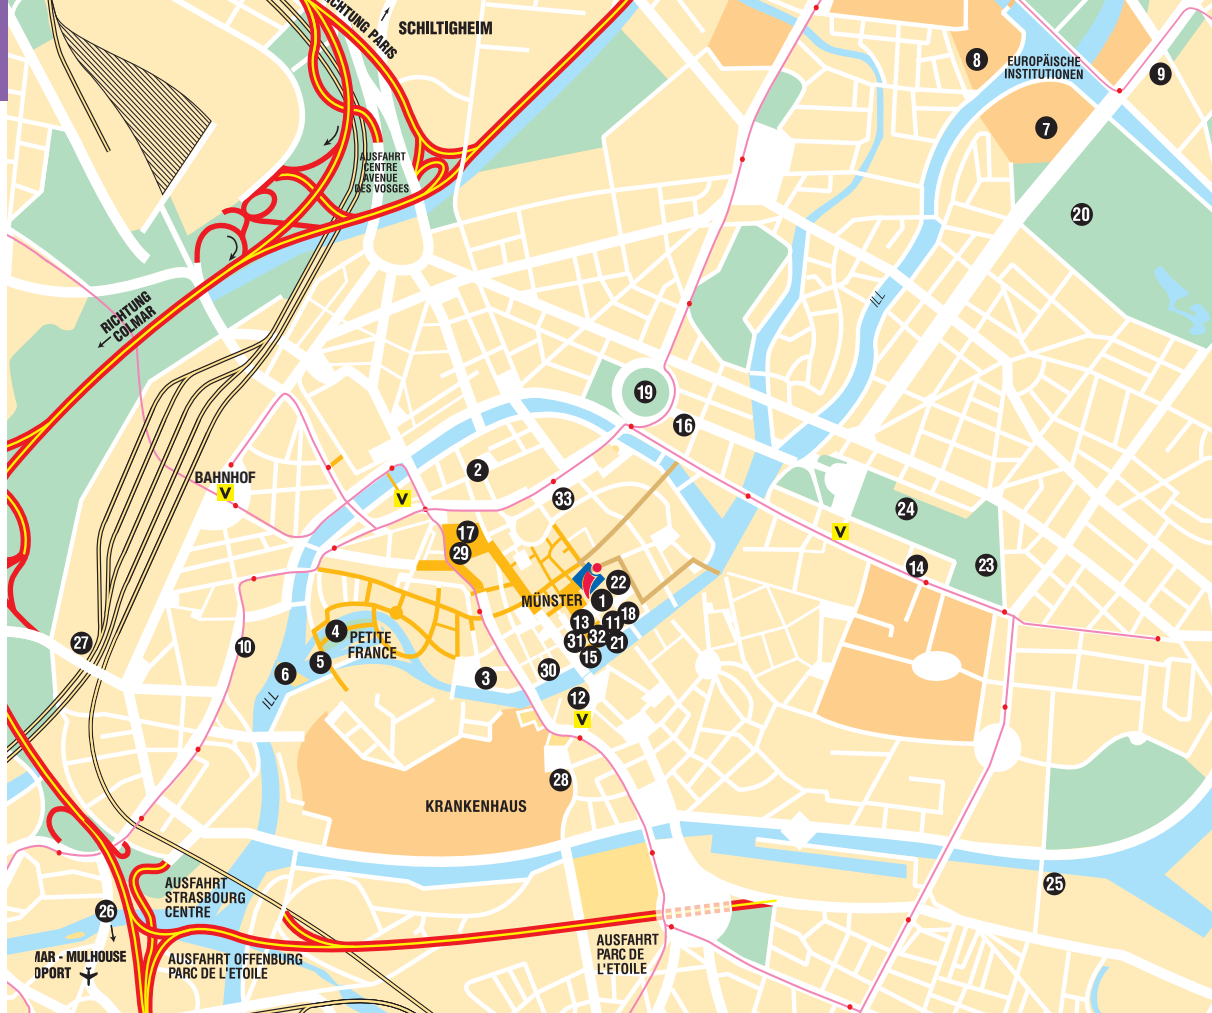 RICHTUNG PARIS
SCHILTIGHEIM
8
EUROPÄISCHE
INSTITUTIONEN
9
7
AUSFAHRT
CENTRE
AVENUE
DES VOSGES
20
ILL
RICHTUNG
COLMAR
19
16
BAHNHOF
V
2
V
33
24
V
17
29
23
14
22
MÜNSTER
1
18
13
11
32
31
21
15
4
PETITE
FRANCE
27
10
5
6
3
30
ILL
12
V
28
KRANKENHAUS
25
AUSFAHRT
STRASBOURG
CENTRE
26
MAR - MULHOUSE
OPORT
AUSFAHRT OFFENBURG
PARC DE L'ETOILE
AUSFAHRT
PARC DE
L'ETOILE